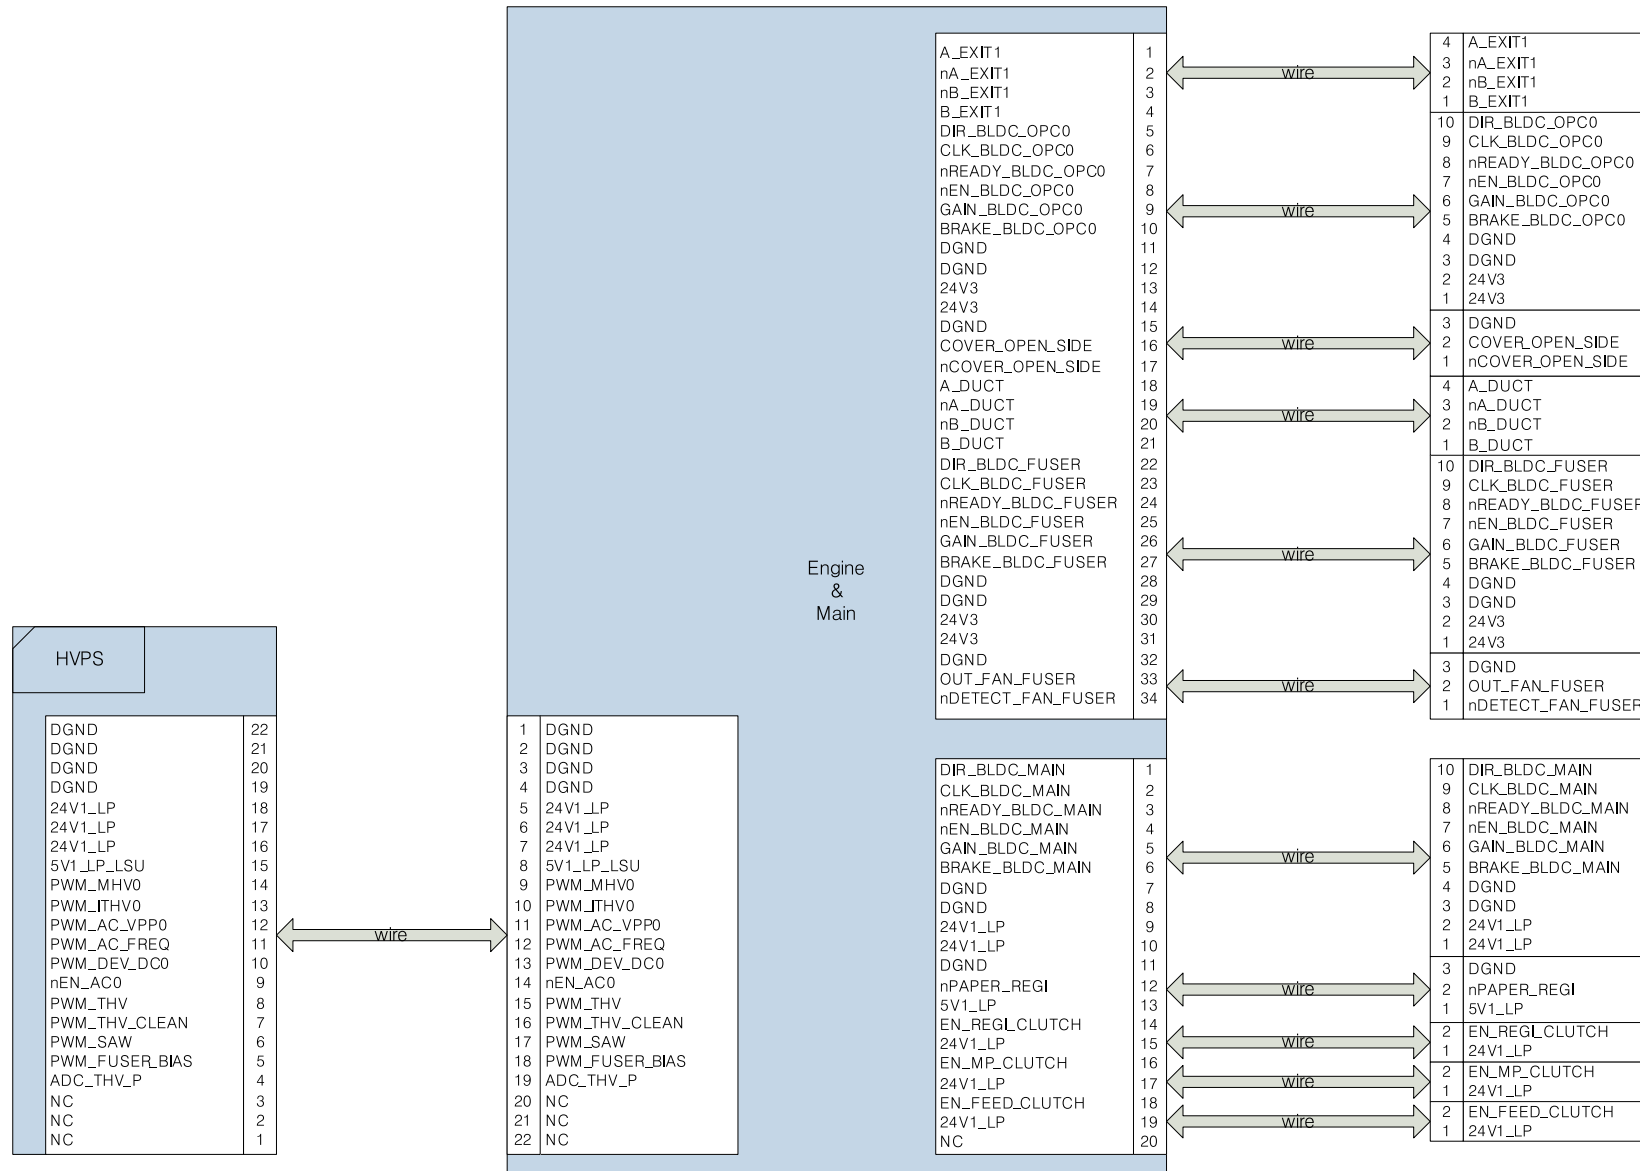 A_EXIT1 1
nA_EXIT1 2
nB_EXIT1 3
B_EXIT1 4
DIR_BLDC_OPC0 5
CLK_BLDC_OPC0 6
nREADY_BLDC_OPC0 7
nEN_BLDC_OPC0 8
GAIN_BLDC_OPC0 9
BRAKE_BLDC_OPC0 10
DGND 11
DGND 12
24V3 13
24V3 14
DGND 15
COVER_OPEN_SIDE 16
nCOVER_OPEN_SIDE 17
A_DUCT 18
nA_DUCT 19
nB_DUCT 20
B_DUCT 21
DIR_BLDC_FUSER 22
CLK_BLDC_FUSER 23
nREADY_BLDC_FUSER 24
nEN_BLDC_FUSER 25
GAIN_BLDC_FUSER 26
BRAKE_BLDC_FUSER 27
DGND 28
DGND 29
24V3 30
24V3 31
DGND 32
OUT_FAN_FUSER 33
nDETECT_FAN_FUSER 34
wire
wire
wire
wire
wire
wire
4 A_EXIT1
3 nA_EXIT1
2 nB_EXIT1
1 B_EXIT1
10 DIR_BLDC_OPC0
9 CLK_BLDC_OPC0
8 nREADY_BLDC_OPC0
7 nEN_BLDC_OPC0
6 GAIN_BLDC_OPC0
5 BRAKE_BLDC_OPC0
4 DGND
3 DGND
2 24V3
1 24V3
3 DGND
2 COVER_OPEN_SIDE
1 nCOVER_OPEN_SIDE
4 A_DUCT
3 nA_DUCT
2 nB_DUCT
1 B_DUCT
10 DIR_BLDC_FUSER
9 CLK_BLDC_FUSER
8 nREADY_BLDC_FUSER
7 nEN_BLDC_FUSER
6 GAIN_BLDC_FUSER
5 BRAKE_BLDC_FUSER
4 DGND
3 DGND
2 24V3
1 24V3
3 DGND
2 OUT_FAN_FUSER
1 nDETECT_FAN_FUSER
Engine
&
Main
HVPS
DGND 22
DGND 21
DGND 20
DGND 19
24V1_LP 18
24V1_LP 17
24V1_LP 16
5V1_LP_LSU 15
PWM_MHV0 14
PWM_ITHV0 13
PWM_AC_VPP0 12
PWM_AC_FREQ 11
PWM_DEV_DC0 10
nEN_AC0 9
PWM_THV 8
PWM_THV_CLEAN 7
PWM_SAW 6
PWM_FUSER_BIAS 5
ADC_THV_P 4
NC 3
NC 2
NC 1
wire
1 DGND
2 DGND
3 DGND
4 DGND
5 24V1_LP
6 24V1_LP
7 24V1_LP
8 5V1_LP_LSU
9 PWM_MHV0
10 PWM_ITHV0
11 PWM_AC_VPP0
12 PWM_AC_FREQ
13 PWM_DEV_DC0
14 nEN_AC0
15 PWM_THV
16 PWM_THV_CLEAN
17 PWM_SAW
18 PWM_FUSER_BIAS
19 ADC_THV_P
20 NC
21 NC
22 NC
DIR_BLDC_MAIN 1
CLK_BLDC_MAIN 2
nREADY_BLDC_MAIN 3
nEN_BLDC_MAIN 4
GAIN_BLDC_MAIN 5
BRAKE_BLDC_MAIN 6
DGND 7
DGND 8
24V1_LP 9
24V1_LP 10
DGND 11
nPAPER_REGI 12
5V1_LP 13
EN_REGI_CLUTCH 14
24V1_LP 15
EN_MP_CLUTCH 16
24V1_LP 17
EN_FEED_CLUTCH 18
24V1_LP 19
NC 20
wire
wire
wire
wire
wire
10 DIR_BLDC_MAIN
9 CLK_BLDC_MAIN
8 nREADY_BLDC_MAIN
7 nEN_BLDC_MAIN
6 GAIN_BLDC_MAIN
5 BRAKE_BLDC_MAIN
4 DGND
3 DGND
2 24V1_LP
1 24V1_LP
3 DGND
2 nPAPER_REGI
1 5V1_LP
2 EN_REGI_CLUTCH
1 24V1_LP
2 EN_MP_CLUTCH
1 24V1_LP
2 EN_FEED_CLUTCH
1 24V1_LP